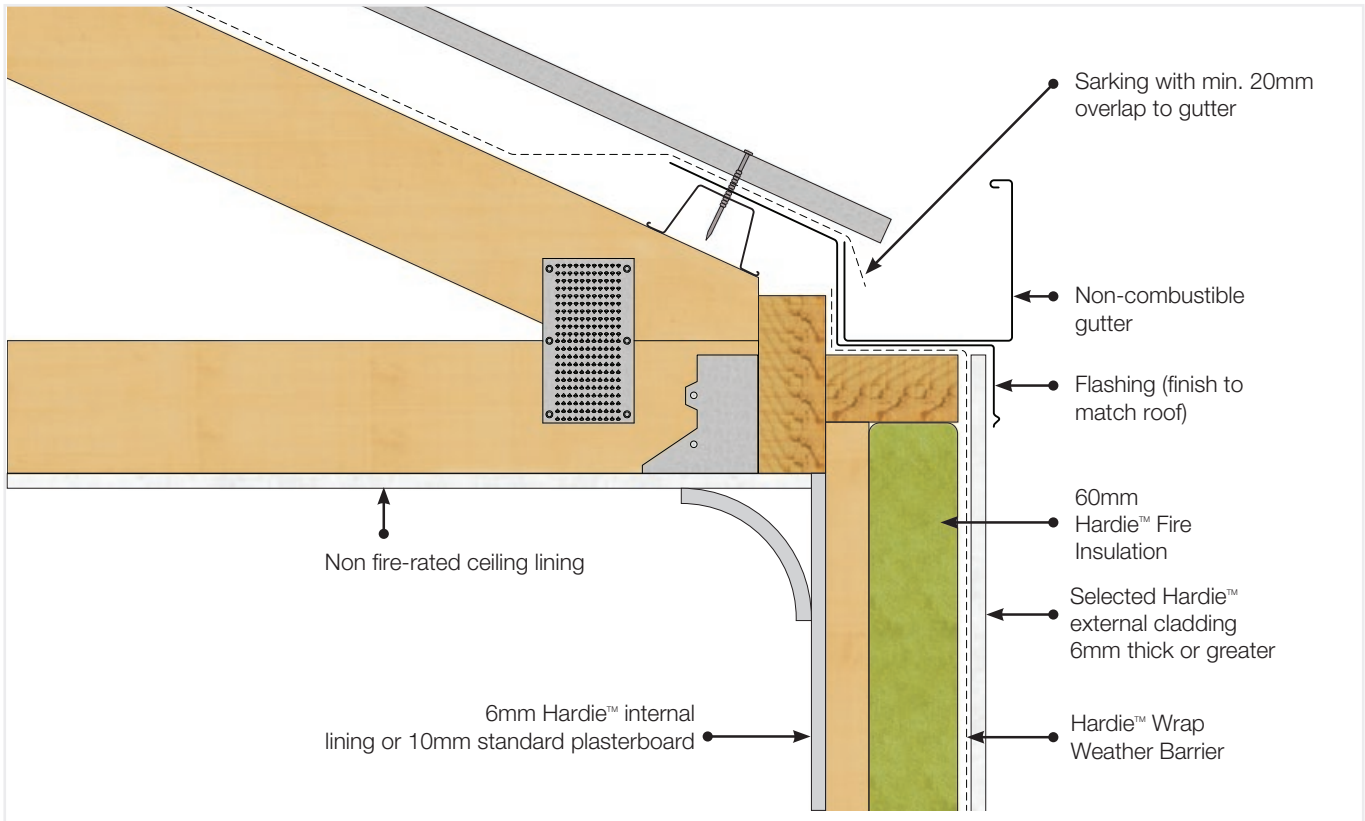 Sarking with min. 20mm
overlap to gutter
Non-combustible
gutter
Flashing (finish to
match roof)
60mm
Hardie™ Fire
Insulation
Non fire-rated ceiling lining
Selected Hardie™
external cladding
6mm thick or greater
6mm Hardie™ internal
lining or 10mm standard plasterboard
Hardie™ Wrap
Weather Barrier